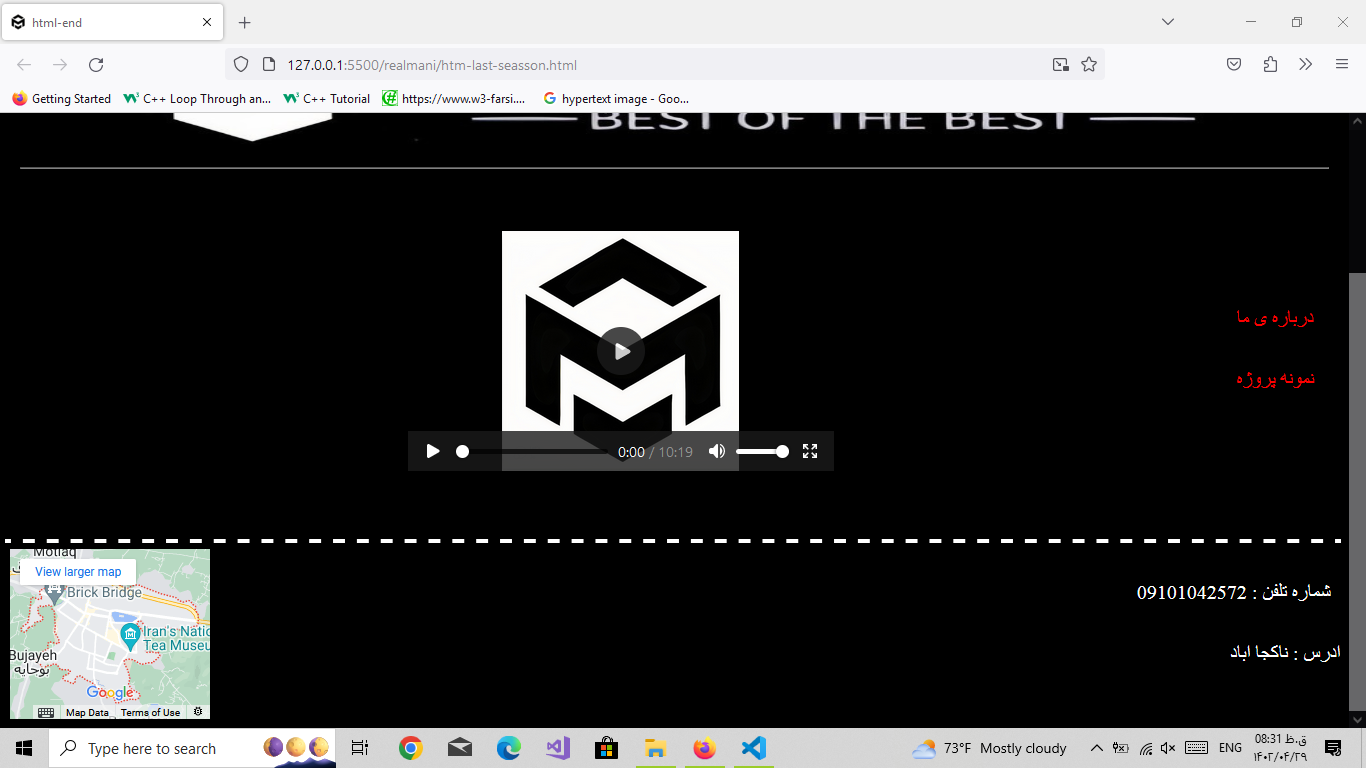 html-end
127.0.0.1:5500/realmani/htm-last-seasson.html
Getting Started
C++ Loop Through an...
C++ Tutorial
https://www.w3-farsi....
hypertext image - Goo...
BEST OF THE BEST
درباره ی ما
نمونه پروژه
0:00 / 10:19
Motlaq
View larger map
Brick Bridge
Iran's Natio
Tea Museu
Bujayeh
بوجایه
Google
Map Data
Terms of Use
شماره تلفن : 09101042572
ادرس : ناکجا اباد
Type here to search
73°F Mostly cloudy
ENG
08:31 ق.ظ
۱۴۰۲/۰۴/۲۹